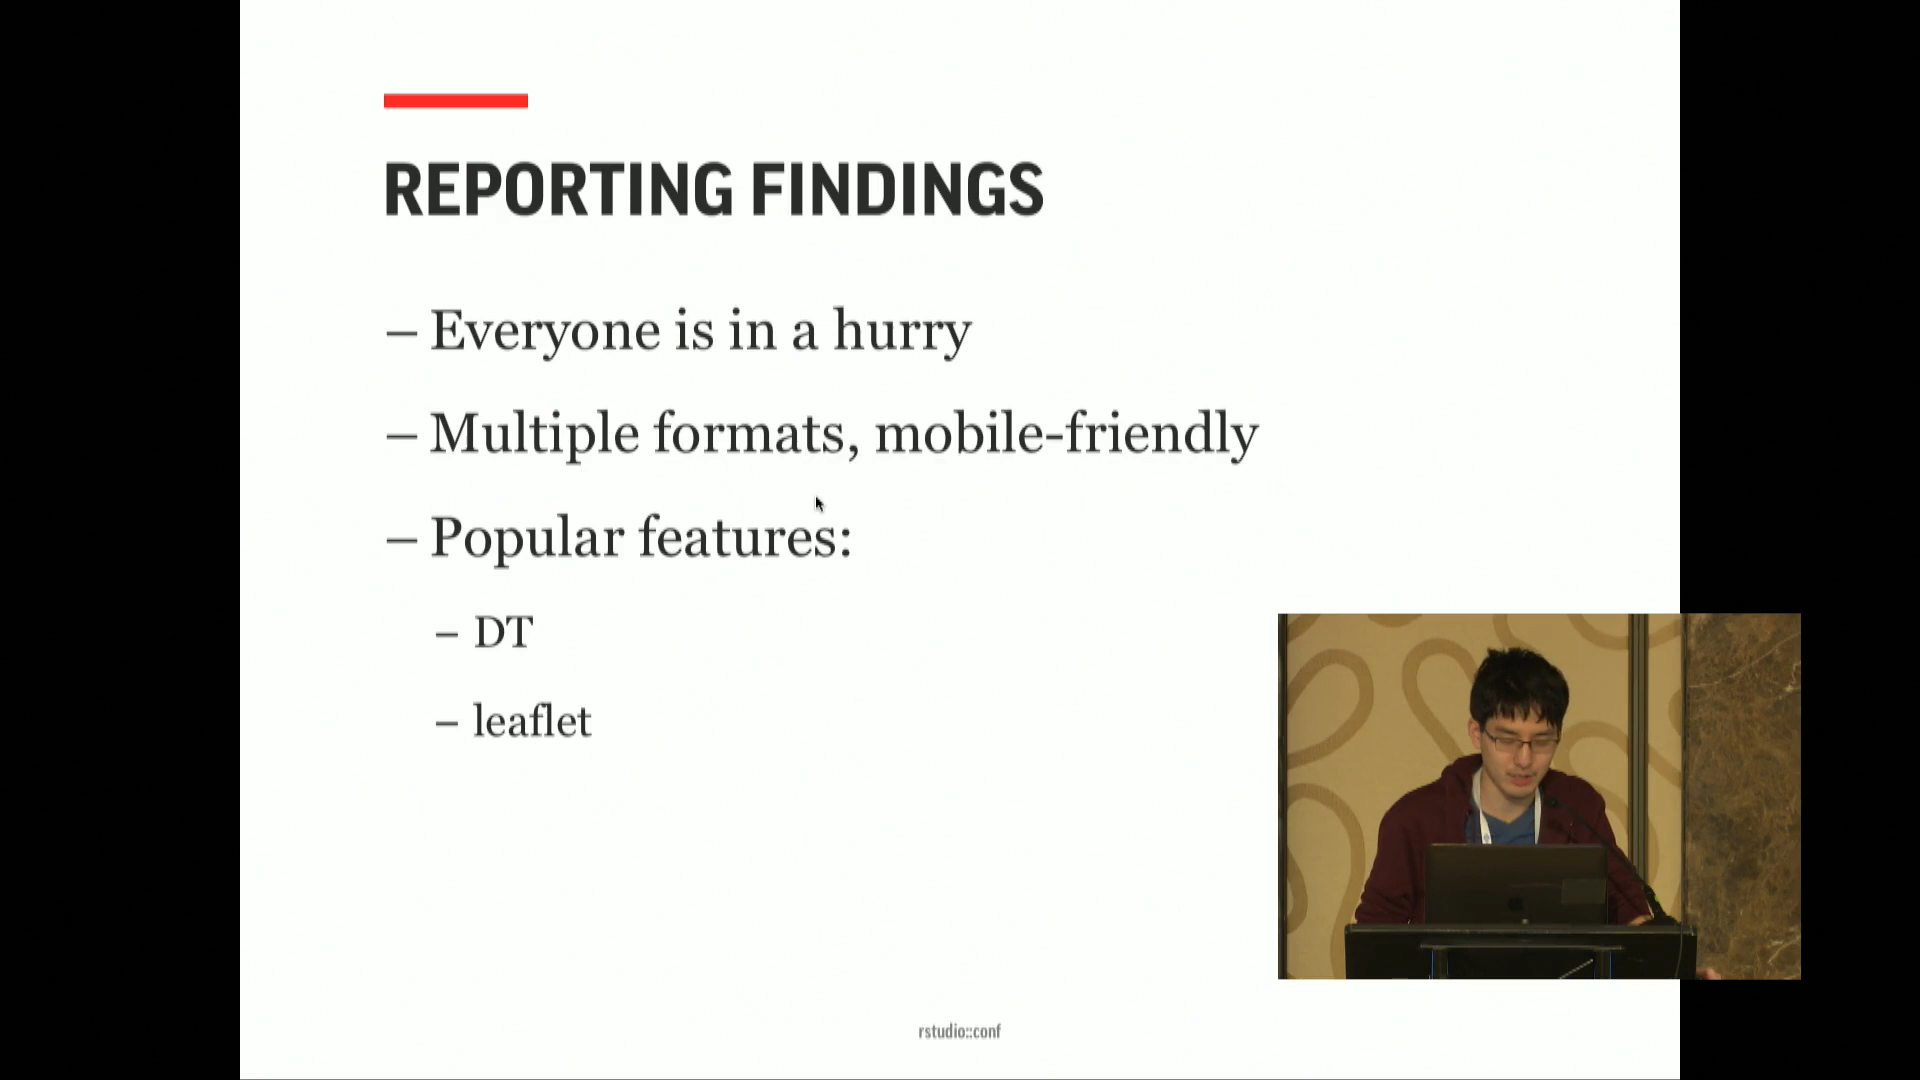 REPORTING FINDINGS
– Everyone is in a hurry
– Multiple formats, mobile-friendly
– Popular features:
– DT
– leaflet
rstudio::conf